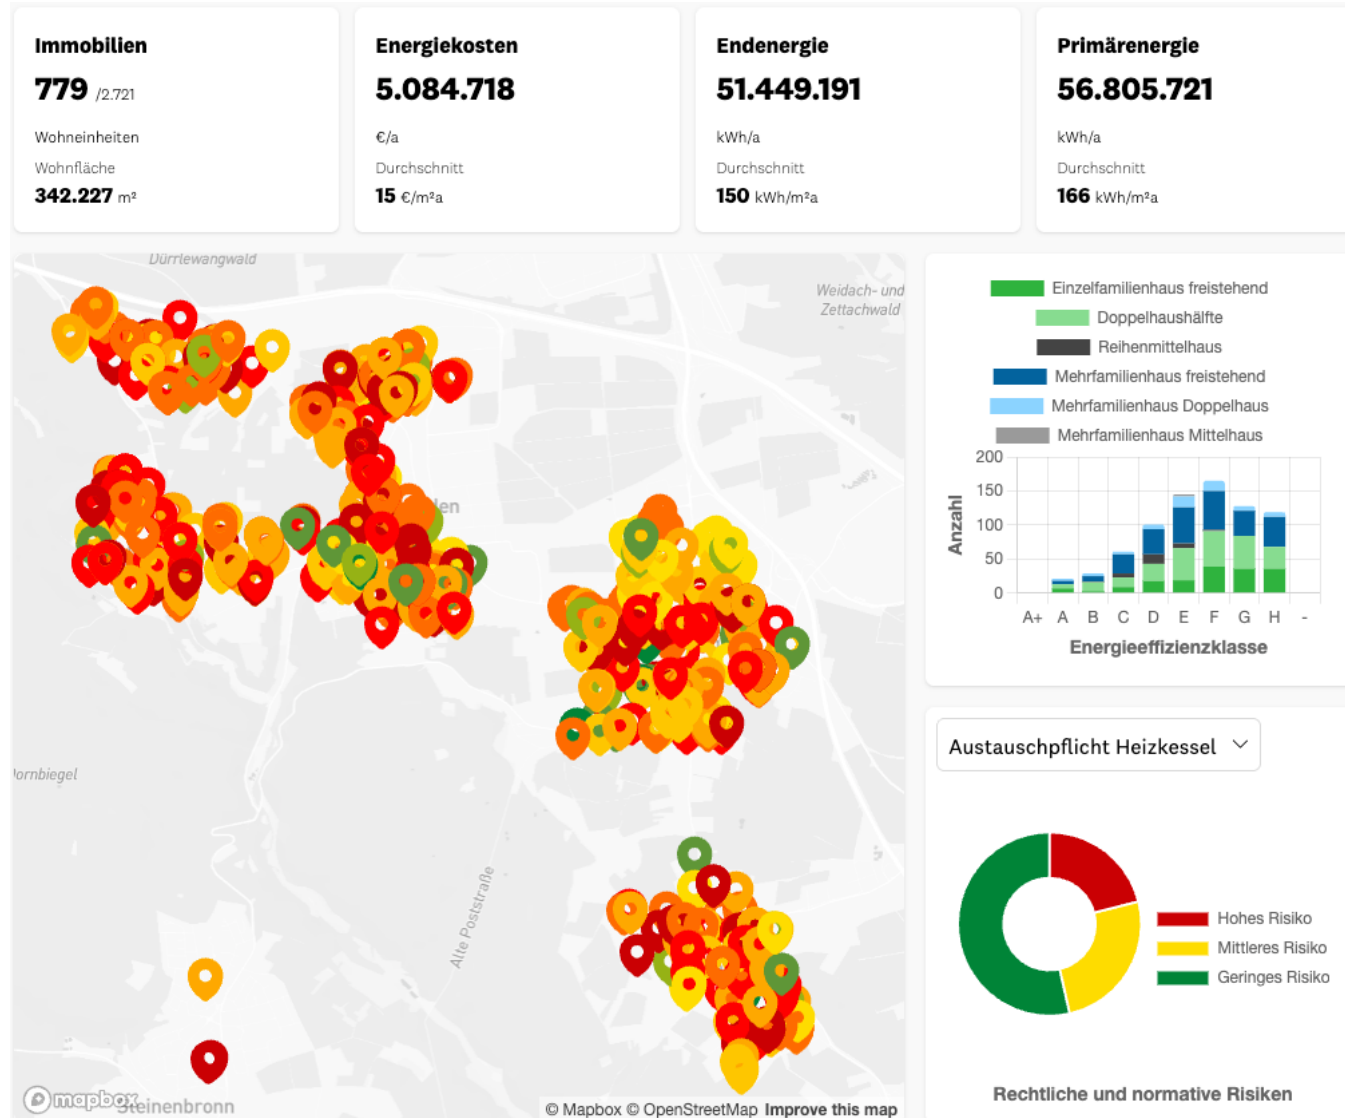 Immobilien
779 /2.721
Wohneinheiten
Wohnfläche
342.227 m²
Energiekosten
5.084.718
€/a
Durchschnitt
15 €/m²a
Endenergie
51.449.191
kWh/a
Durchschnitt
150 kWh/m²a
Primärenergie
56.805.721
kWh/a
Durchschnitt
166 kWh/m²a
Dürrlewangwald
Weidach- und
Zettachwald
Alte Poststraße
mapbox
Steinenbronn
© Mapbox © OpenStreetMap Improve this map
Einzelfamilienhaus freistehend
Doppelhaushälfte
Reihenmittelhaus
Mehrfamilienhaus freistehend
Mehrfamilienhaus Doppelhaus
Mehrfamilienhaus Mittelhaus
Anzahl
200
150
100
50
0
A+ A B C D E F G H -
Energieeffizienzklasse
Austauschpflicht Heizkessel
Hohes Risiko
Mittleres Risiko
Geringes Risiko
Rechtliche und normative Risiken